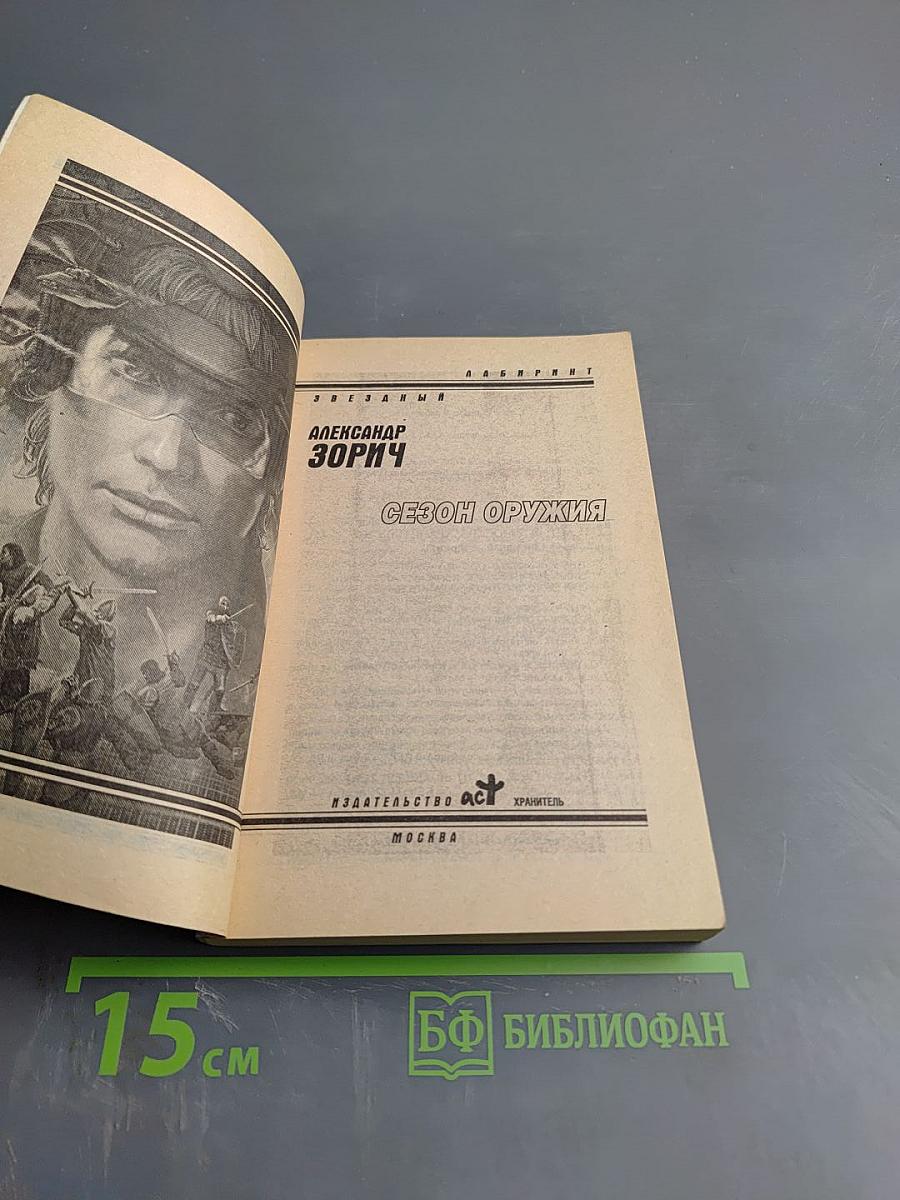 ЛАБИРИНТ
ЗВЕЗДНЫЙ
АЛЕКСАНДР
ЗОРИЧ
СЕЗОН ОРУЖИЯ
ИЗДАТЕЛЬСТВО аст ХРАНИТЕЛЬ
МОСКВА
15 см
БФ БИБЛИОФАН